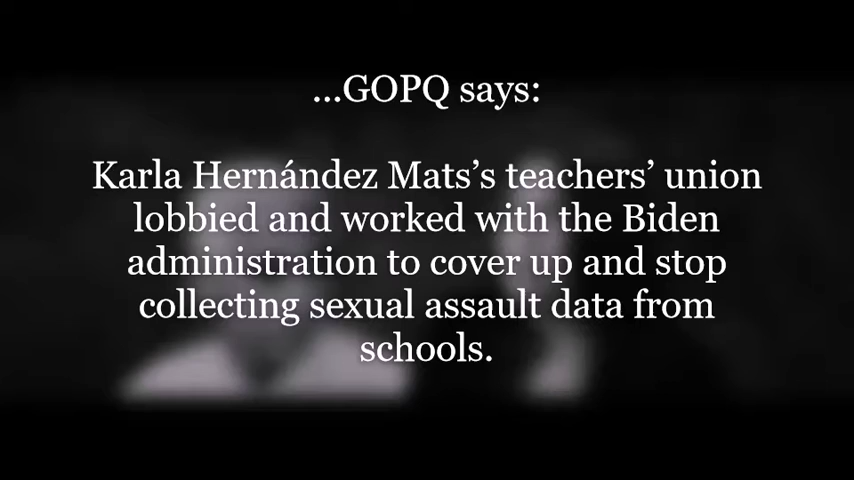 ...GOPQ says:
Karla Hernández Mats’s teachers’ union
lobbied and worked with the Biden
administration to cover up and stop
collecting sexual assault data from
schools.